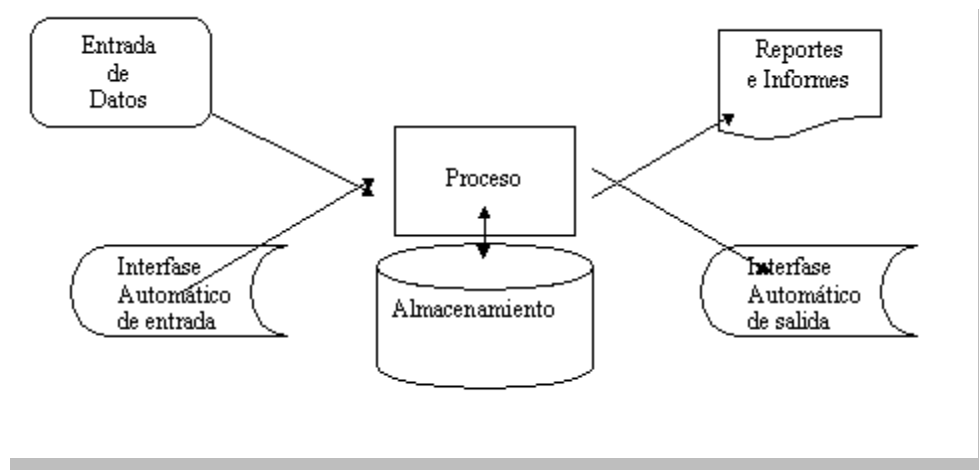 Entrada
de
Datos
Reportes
e Informes
Proceso
Interfase
Automático
de entrada
Almacenamiento
Interfase
Automático
de salida